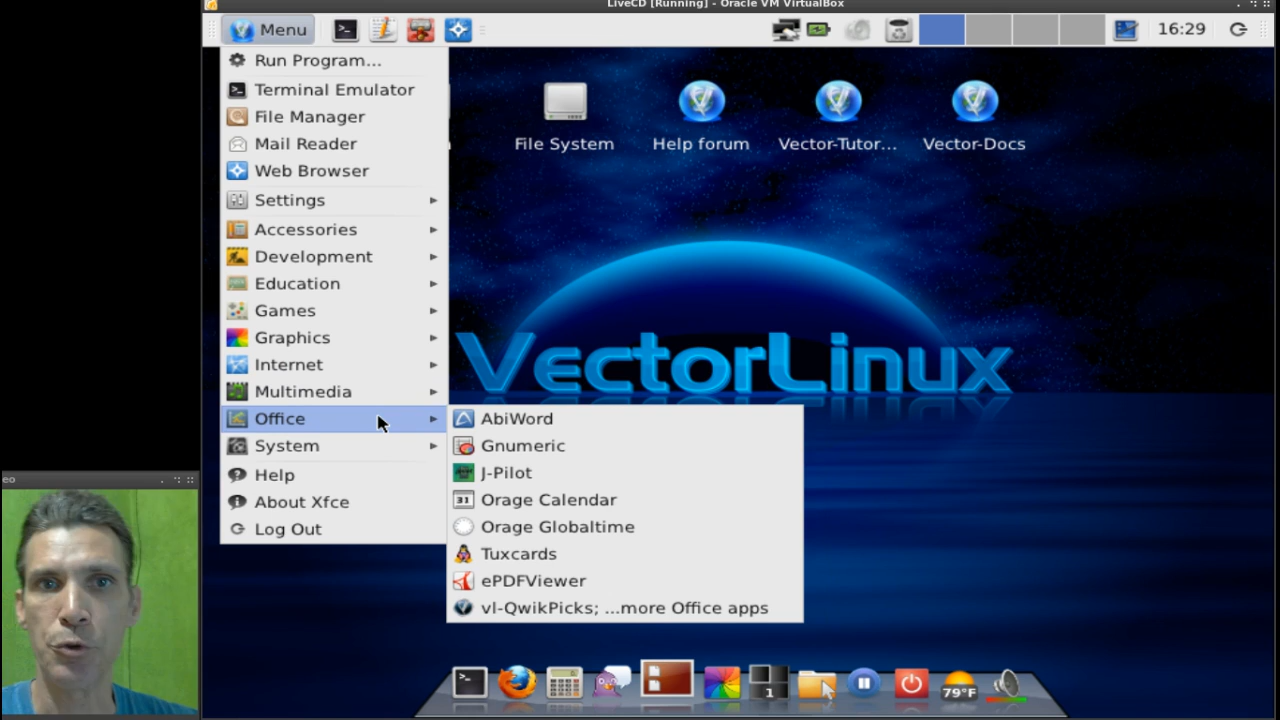 LiveCD [Running] - Oracle VM VirtualBox
Menu
16:29
Run Program...
Terminal Emulator
File Manager
Mail Reader
Web Browser
Settings
Accessories
Development
Education
Games
Graphics
Internet
Multimedia
Office
System
Help
About Xfce
Log Out
File System
Help forum
Vector-Tutor...
Vector-Docs
VectorLinux
AbiWord
Gnumeric
J-Pilot
31
Orage Calendar
Orage Globaltime
Tuxcards
ePDFViewer
vl-QwikPicks; ...more Office apps
eo
1
79°F